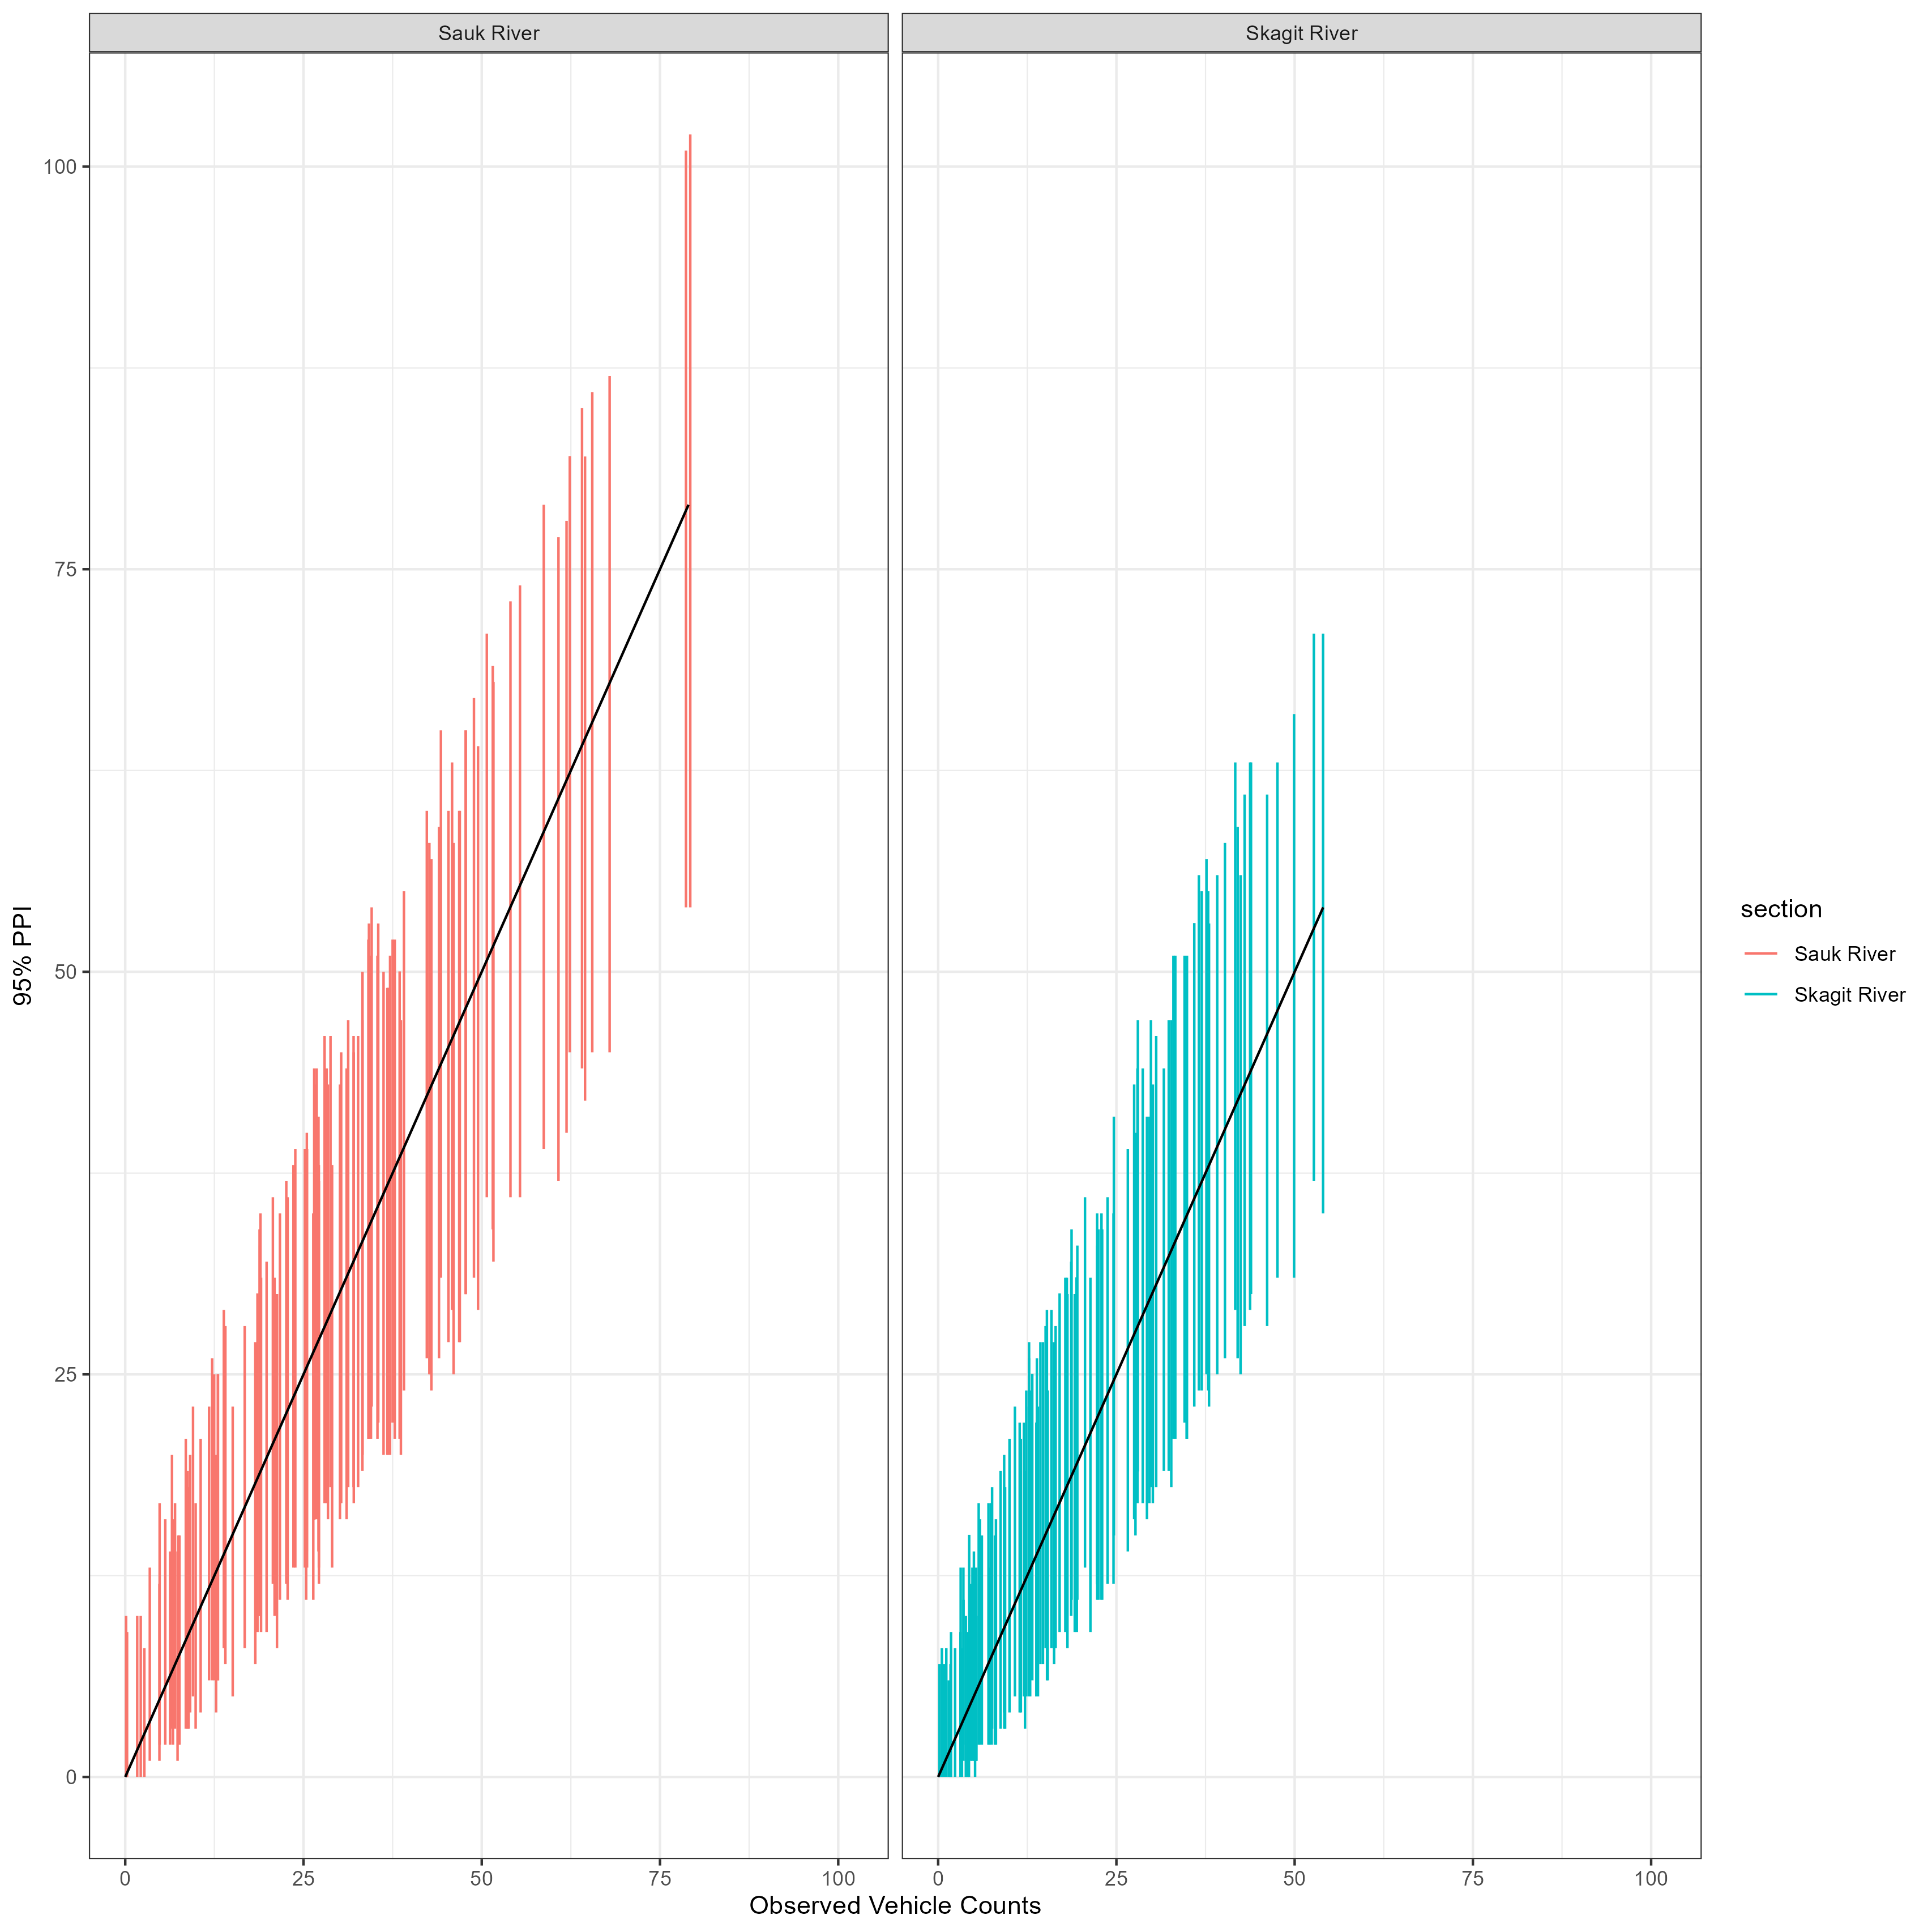 Sauk River
Skagit River
100
75
50
25
0
95% PPI
0 25 50 75 100
0 25 50 75 100
Observed Vehicle Counts
section
Sauk River
Skagit River